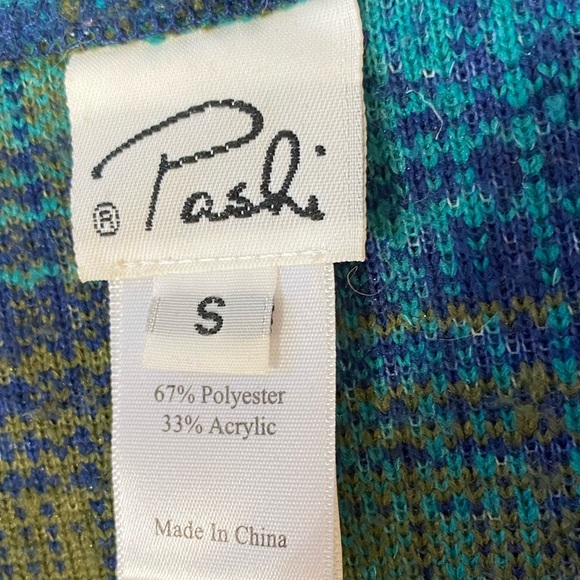 ® Pashi
S
67% Polyester
33% Acrylic
Made In China